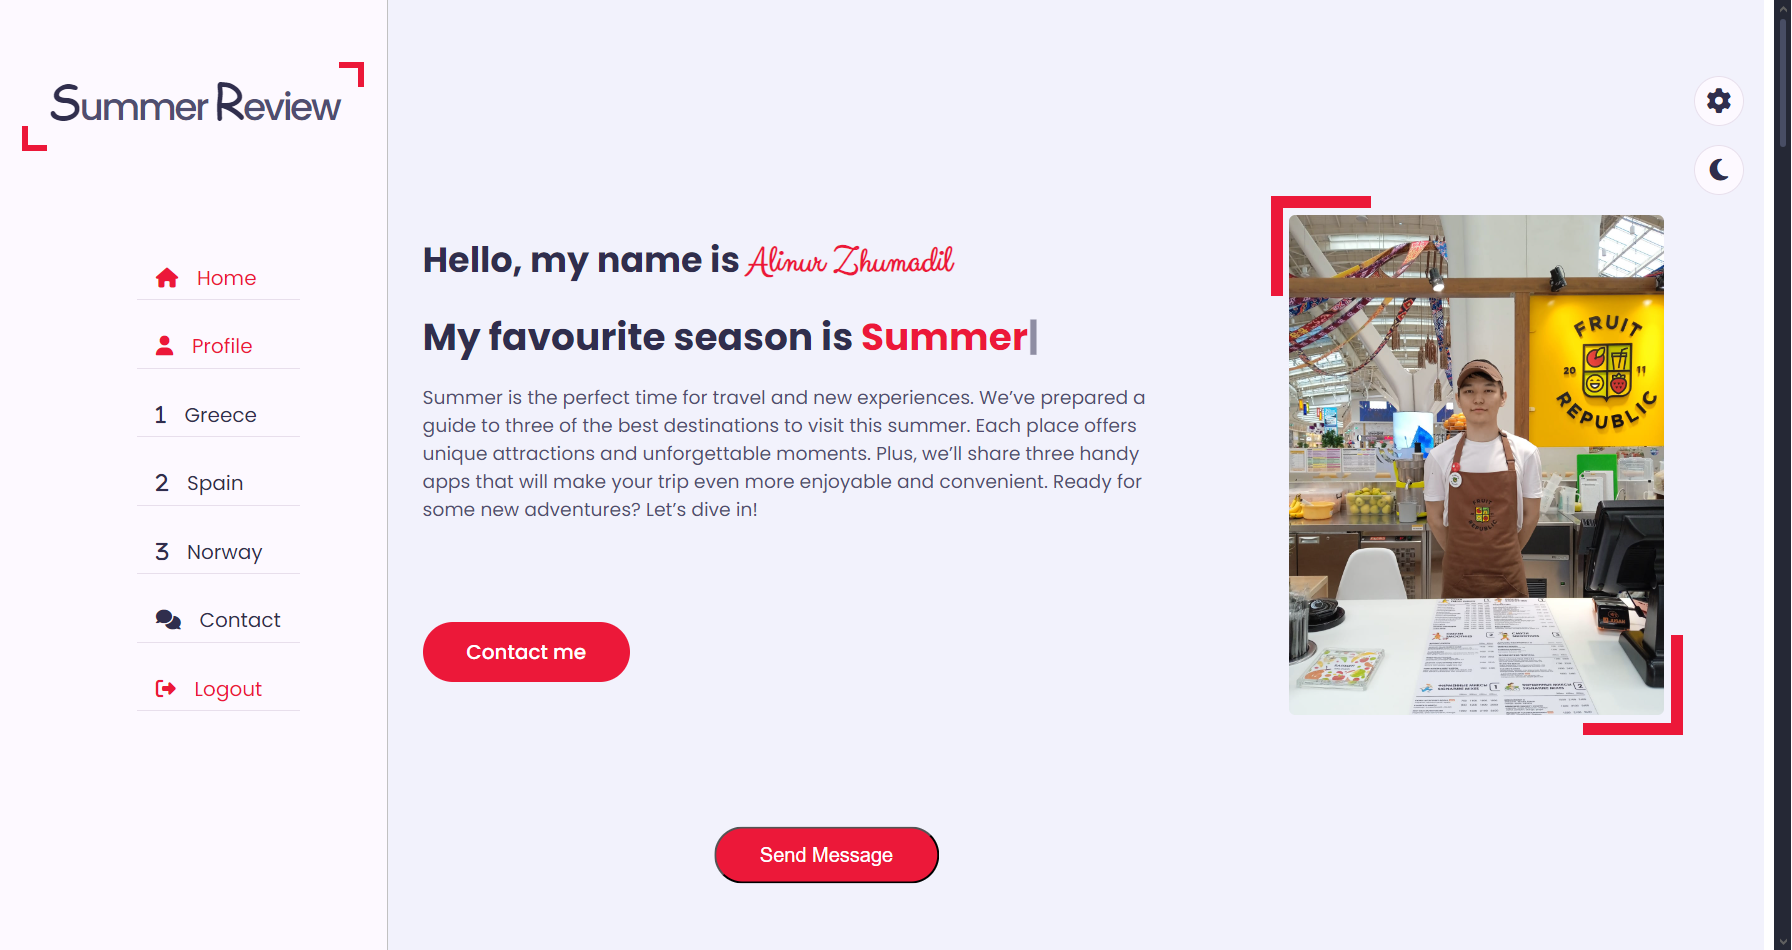 Summer Review
Home
Profile
1 Greece
2 Spain
3 Norway
Contact
Logout
Hello, my name is Alinur Zhumadil
My favourite season is Summer
Summer is the perfect time for travel and new experiences. We’ve prepared a
guide to three of the best destinations to visit this summer. Each place offers
unique attractions and unforgettable moments. Plus, we’ll share three handy
apps that will make your trip even more enjoyable and convenient. Ready for
some new adventures? Let’s dive in!
Contact me
Send Message
FRUIT
20 11
REPUBLIC
FRUIT
REPUBLIC